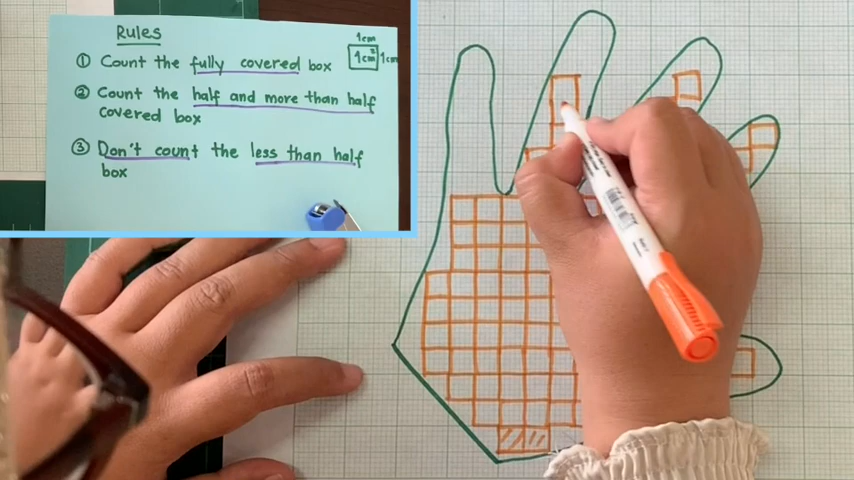 Rules
1cm
① Count the fully covered box
1cm² 1cm
② Count the half and more than half
covered box
③ Don't count the less than half
box